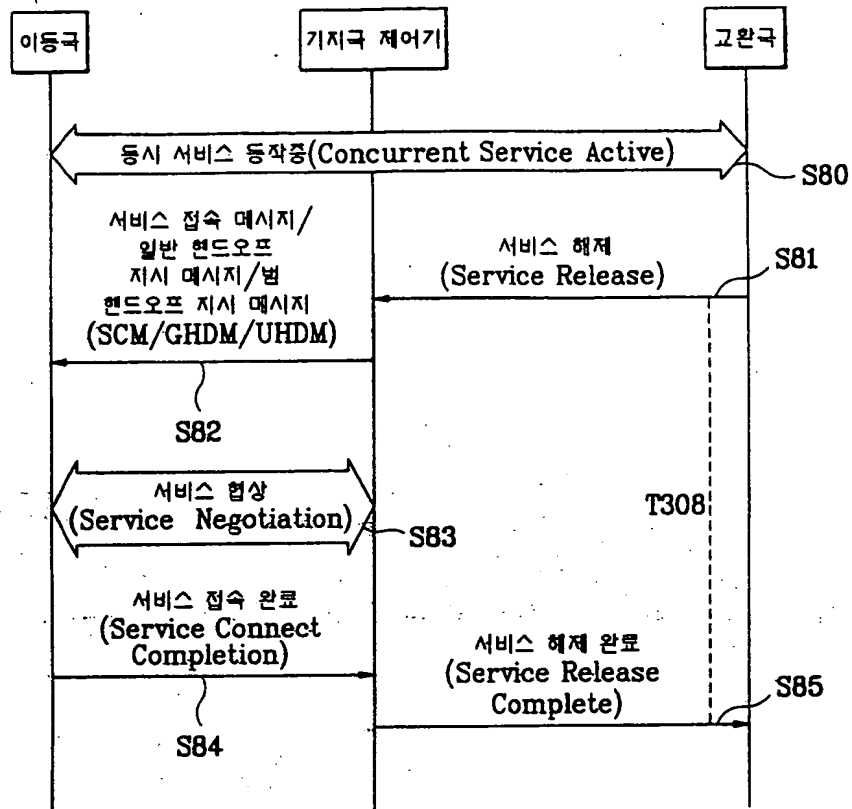 이동국
기지국 제어기
교환국
동시 서비스 동작중(Concurrent Service Active)
S80
서비스 접속 메시지/
일반 핸드오프
지시 메시지/범
핸드오프 지시 메시지
(SCM/GHDM/UHDM)
서비스 해제
(Service Release)
S81
S82
서비스 협상
(Service Negotiation)
S83
T308
서비스 접속 완료
(Service Connect
Completion)
서비스 해제 완료
(Service Release
Complete)
S84
S85